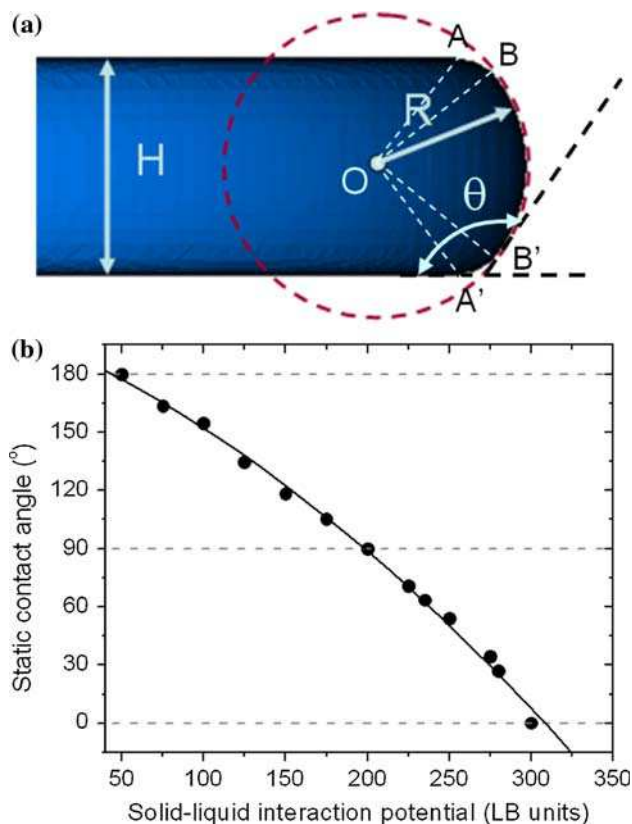 (a)
A
B
R
H
O
θ
B’
A’
(b)
Static contact angle (°)
180
150
120
90
60
30
0
50 100 150 200 250 300 350
Solid-liquid interaction potential (LB units)